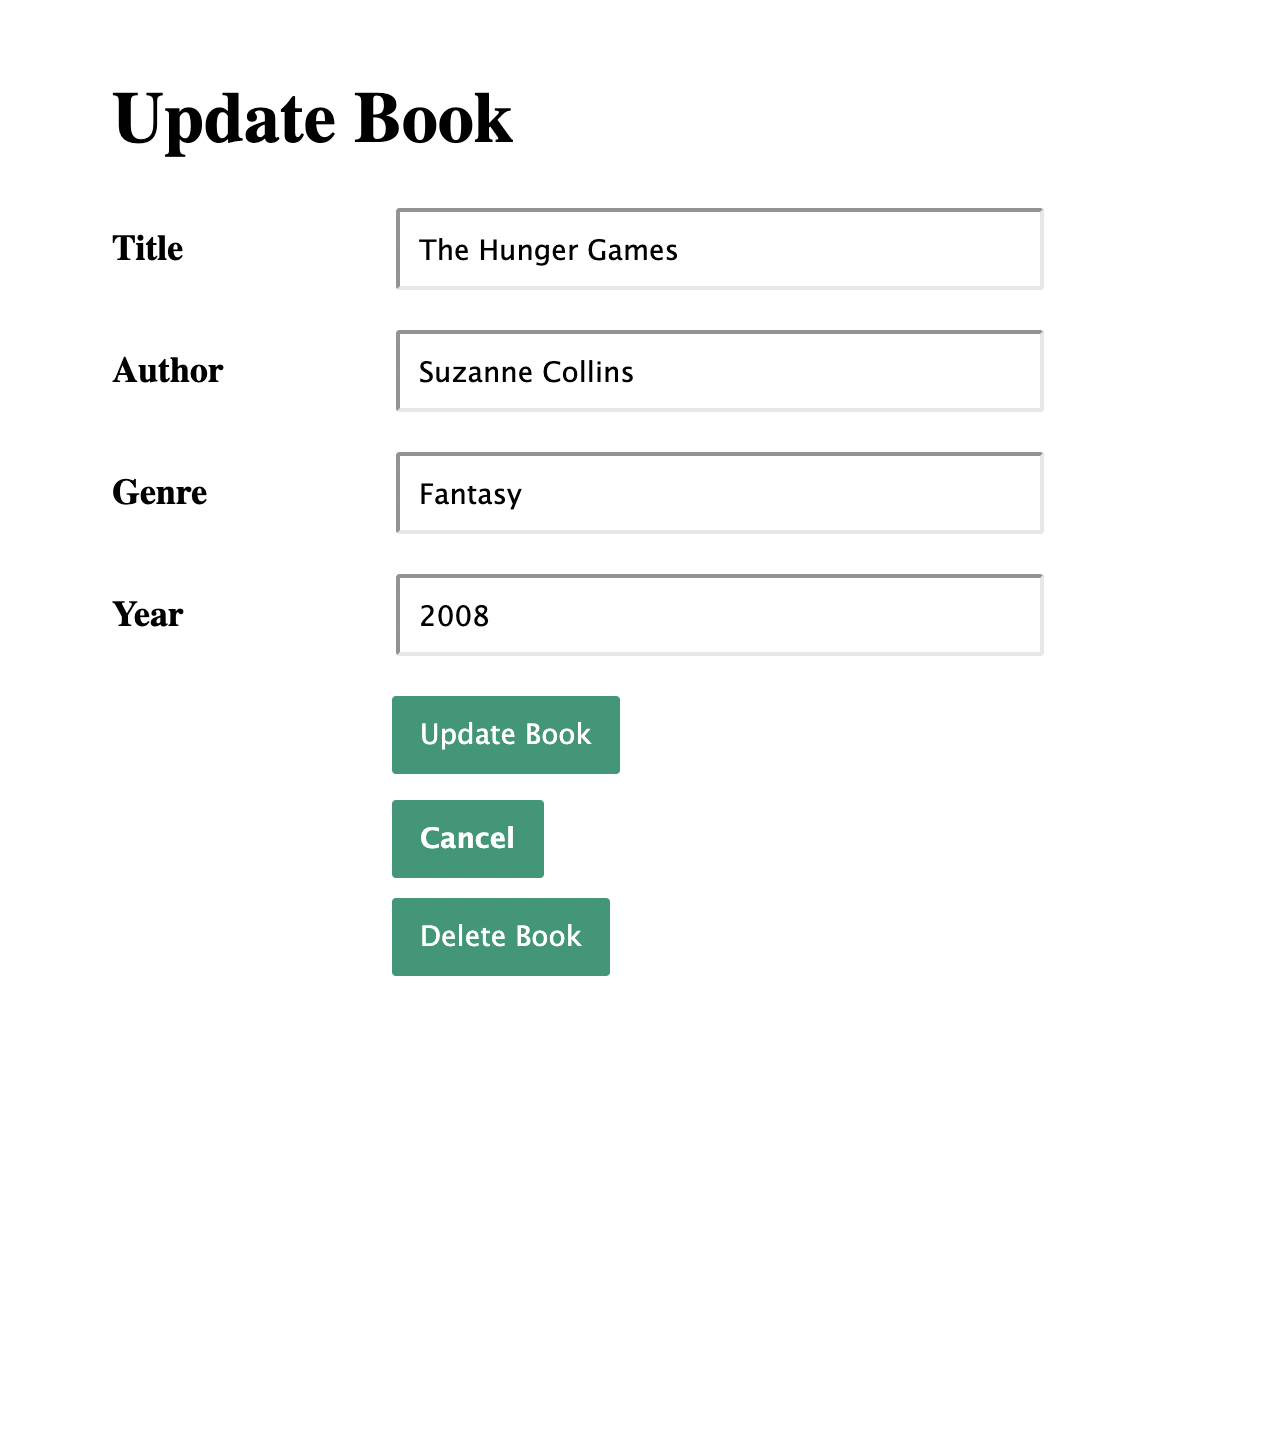 Update Book
Title
The Hunger Games
Author
Suzanne Collins
Genre
Fantasy
Year
2008
Update Book
Cancel
Delete Book